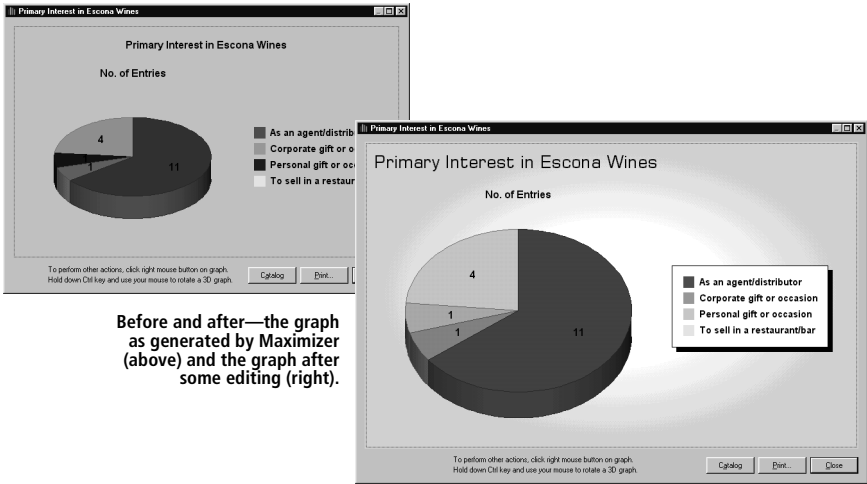 Primary Interest in Escona Wines
Primary Interest in Escona Wines
No. of Entries
4
1
1
11
As an agent/distrib
Corporate gift or o
Personal gift or occ
To sell in a restaur
To perform other actions, click right mouse button on graph.
Hold down Ctrl key and use your mouse to rotate a 3D graph.
Catalog
Print...
Before and after—the graph
as generated by Maximizer
(above) and the graph after
some editing (right).
Primary Interest in Escona Wines
Primary Interest in Escona Wines
No. of Entries
4
1
1
11
As an agent/distributor
Corporate gift or occasion
Personal gift or occasion
To sell in a restaurant/bar
To perform other actions, click right mouse button on graph.
Hold down Ctrl key and use your mouse to rotate a 3D graph.
Catalog
Print...
Close